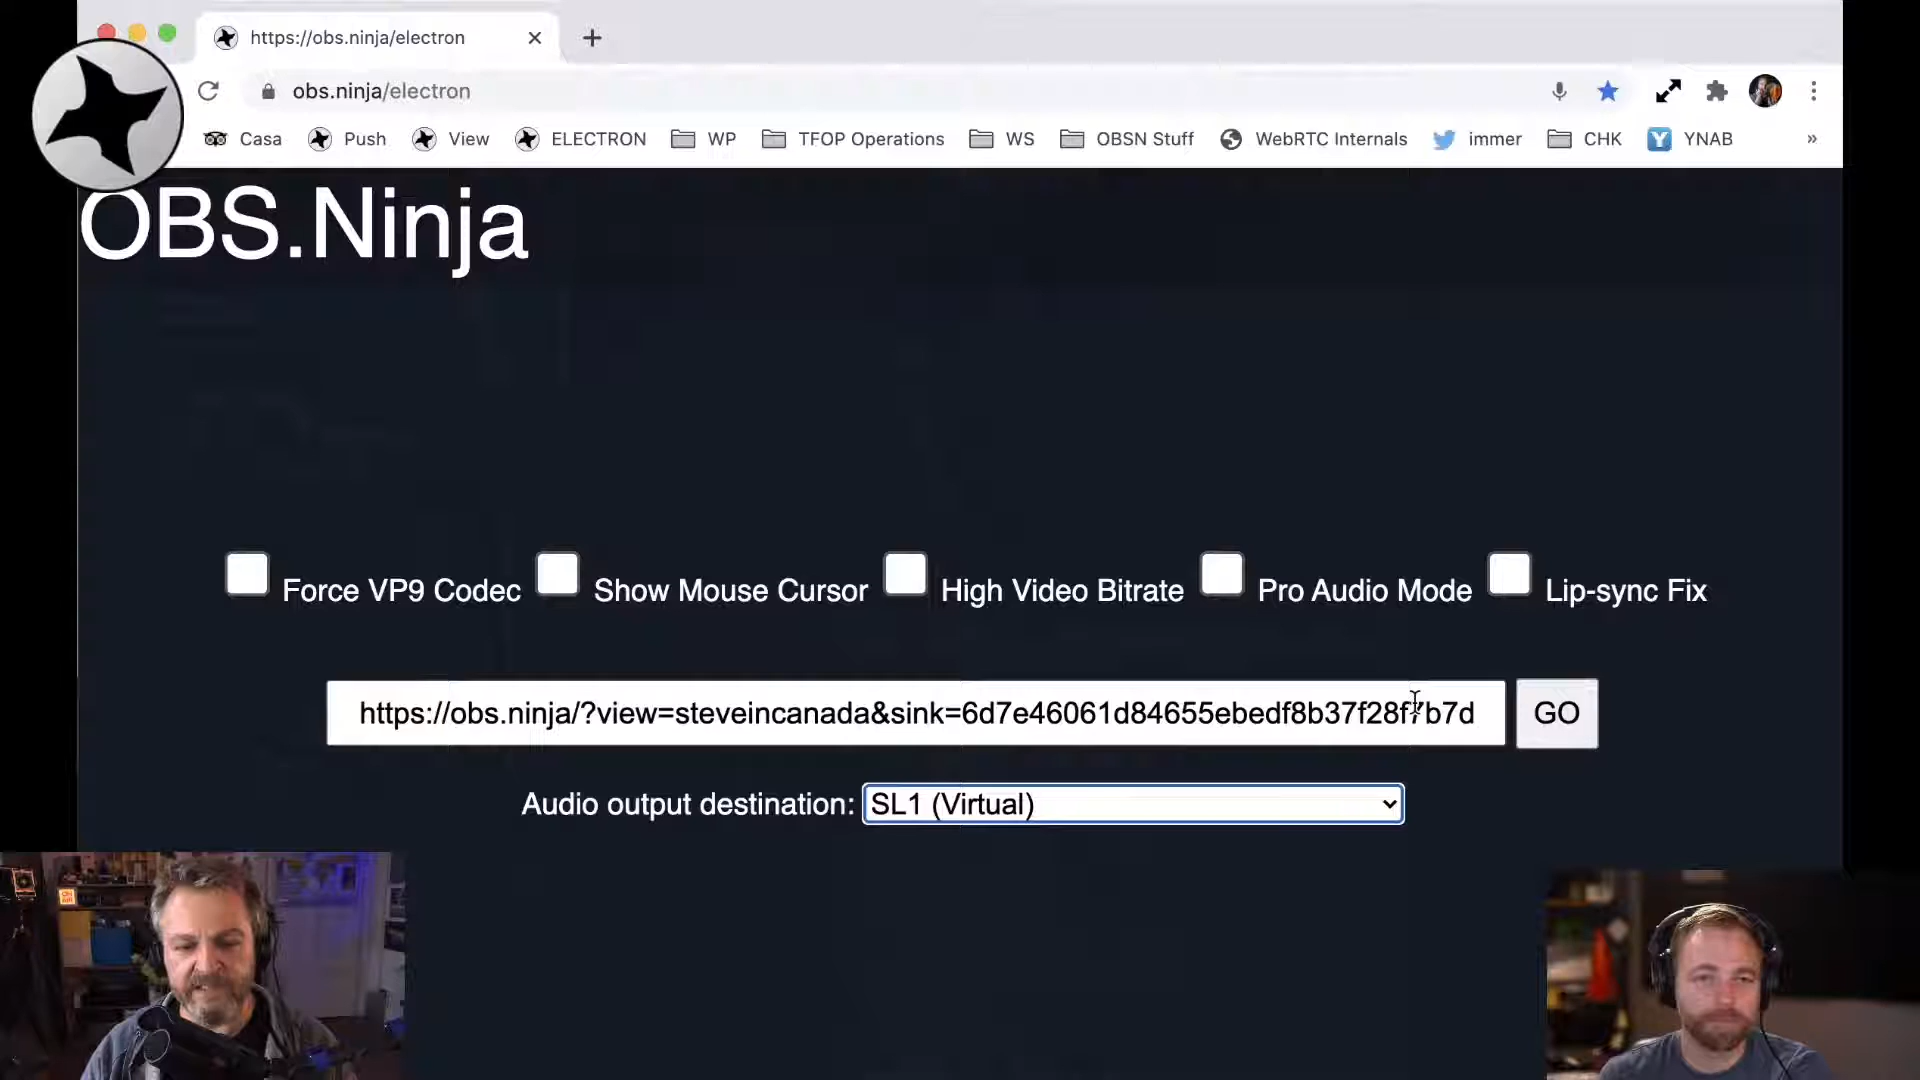 https://obs.ninja/electron
obs.ninja/electron
Casa Push View ELECTRON WP TFOP Operations WS OBSN Stuff WebRTC Internals immer CHK YNAB »
OBS.Ninja
Force VP9 Codec Show Mouse Cursor High Video Bitrate Pro Audio Mode Lip-sync Fix
https://obs.ninja/?view=steveincanada&sink=6d7e46061d84655ebedf8b37f28f7b7d GO
Audio output destination: SL1 (Virtual)